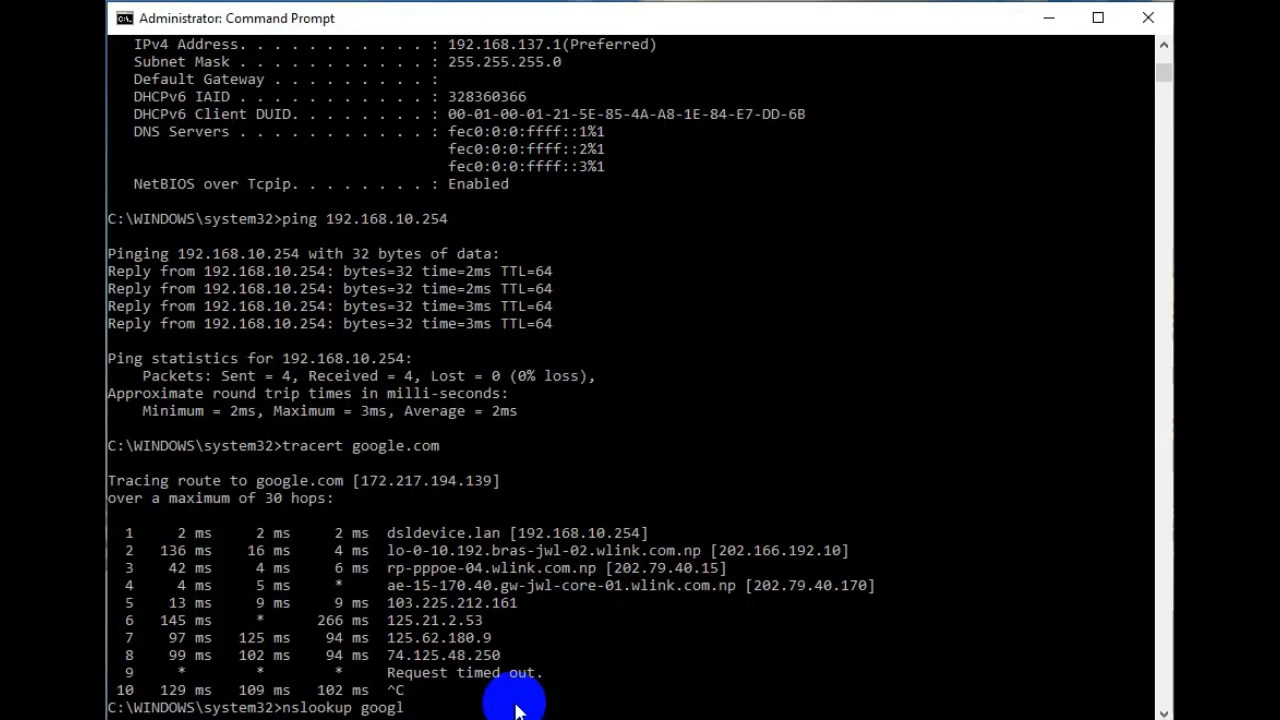 Administrator: Command Prompt
IPv4 Address. . . . . . . . . . . : 192.168.137.1(Preferred)
Subnet Mask . . . . . . . . . . . : 255.255.255.0
Default Gateway . . . . . . . . . :
DHCPv6 IAID . . . . . . . . . . . : 328360366
DHCPv6 Client DUID. . . . . . . . : 00-01-00-01-21-5E-85-4A-A8-1E-84-E7-DD-6B
DNS Servers . . . . . . . . . . . : fec0:0:0:ffff::1%1
fec0:0:0:ffff::2%1
fec0:0:0:ffff::3%1
NetBIOS over Tcpip. . . . . . . . : Enabled
C:\WINDOWS\system32>ping 192.168.10.254
Pinging 192.168.10.254 with 32 bytes of data:
Reply from 192.168.10.254: bytes=32 time=2ms TTL=64
Reply from 192.168.10.254: bytes=32 time=2ms TTL=64
Reply from 192.168.10.254: bytes=32 time=3ms TTL=64
Reply from 192.168.10.254: bytes=32 time=3ms TTL=64
Ping statistics for 192.168.10.254:
Packets: Sent = 4, Received = 4, Lost = 0 (0% loss),
Approximate round trip times in milli-seconds:
Minimum = 2ms, Maximum = 3ms, Average = 2ms
C:\WINDOWS\system32>tracert google.com
Tracing route to google.com [172.217.194.139]
over a maximum of 30 hops:
1 2 ms 2 ms 2 ms dsldevice.lan [192.168.10.254]
2 136 ms 16 ms 4 ms lo-0-10.192.bras-jwl-02.wlink.com.np [202.166.192.10]
3 42 ms 4 ms 6 ms rp-pppoe-04.wlink.com.np [202.79.40.15]
4 4 ms 5 ms * ae-15-170.40.gw-jwl-core-01.wlink.com.np [202.79.40.170]
5 13 ms 9 ms 9 ms 103.225.212.161
6 145 ms * 266 ms 125.21.2.53
7 97 ms 125 ms 94 ms 125.62.180.9
8 99 ms 102 ms 94 ms 74.125.48.250
9 * * * Request timed out.
10 129 ms 109 ms 102 ms ^C
C:\WINDOWS\system32>nslookup googl